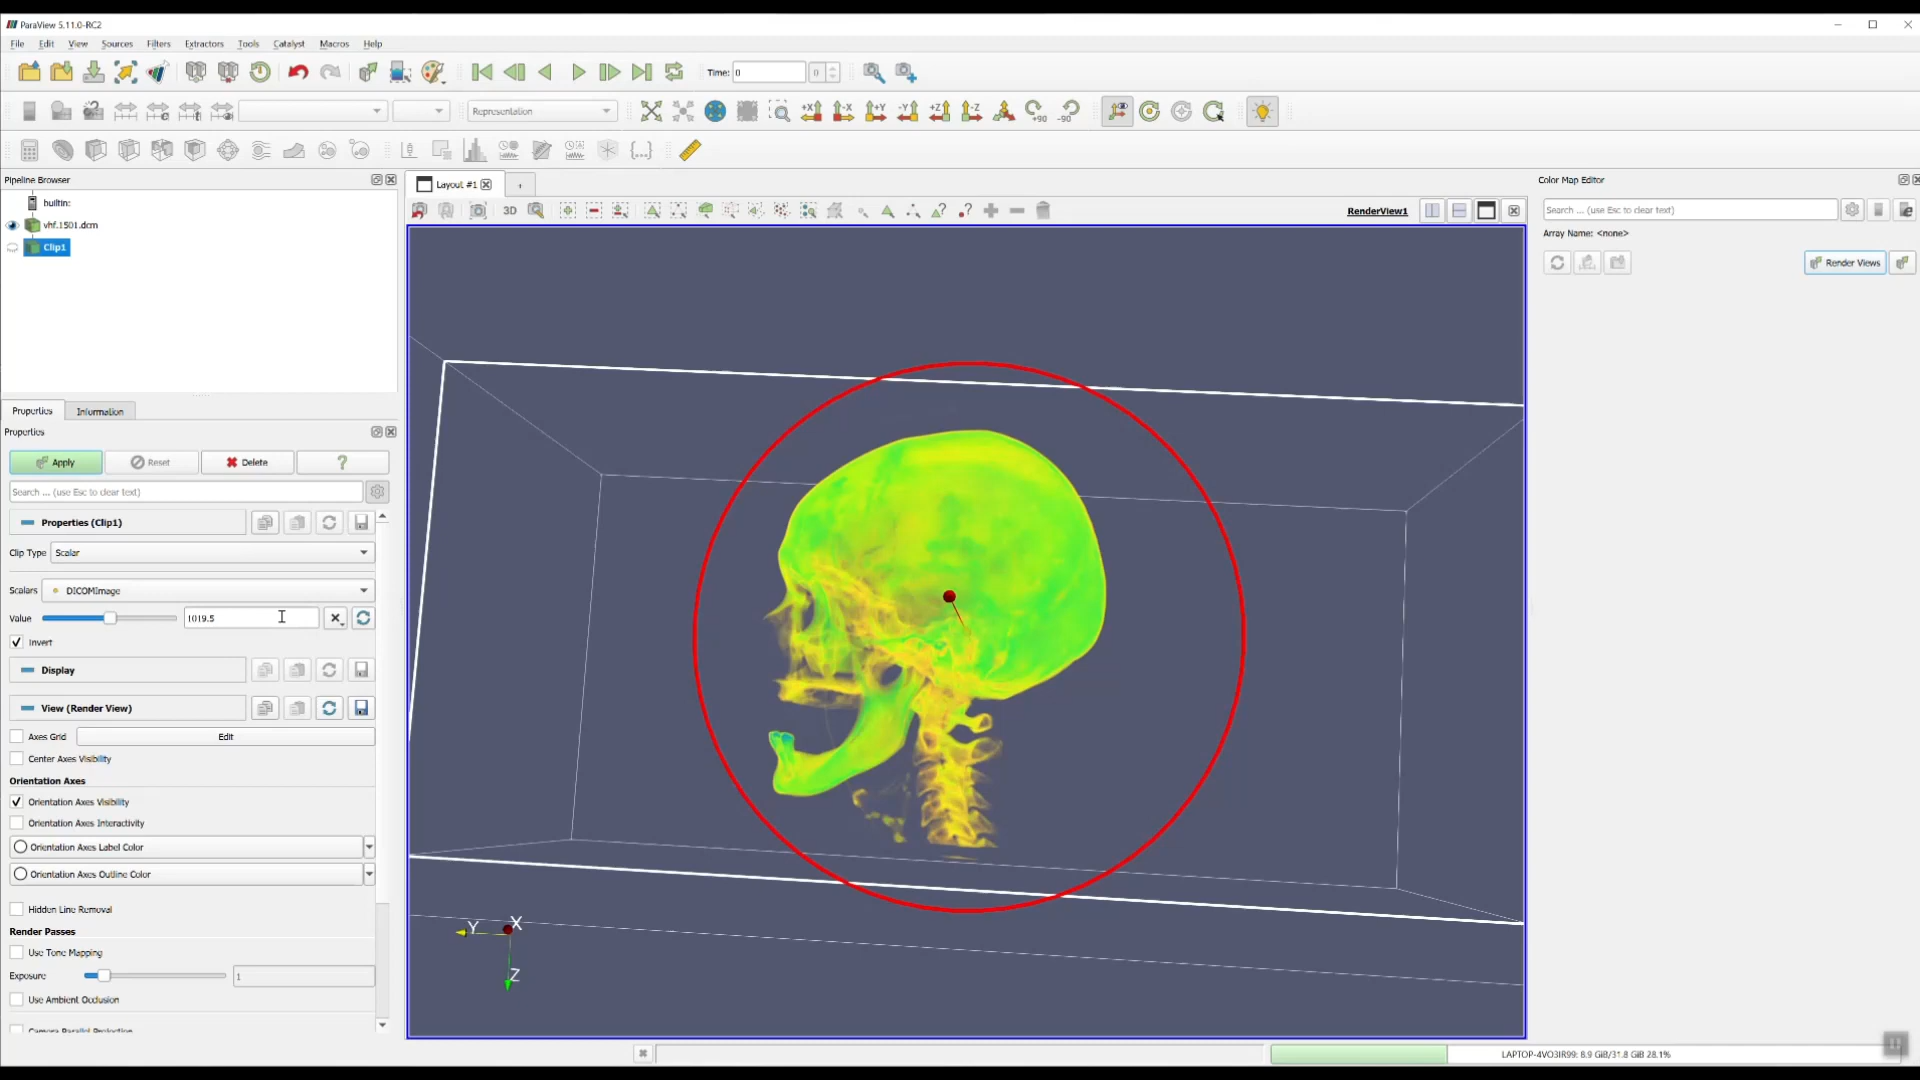 ParaView 5.11.0-RC2
File Edit View Sources Filters Extractors Tools Catalyst Macros Help
Time: 0 0
Representation
+X -X +Y -Y +Z -Z +90 -90
Pipeline Browser
Layout #1 +
Color Map Editor
builtin:
vhf.1501.dcm
Clip1
3D
RenderView1
Search ... (use Esc to clear text)
Array Name: <none>
Render Views
Properties Information
Properties
Apply Reset Delete ?
Search ... (use Esc to clear text)
Properties (Clip1)
Clip Type Scalar
Scalars DICOMImage
Value 1019.5
Invert
Display
View (Render View)
Axes Grid Edit
Center Axes Visibility
Orientation Axes
Orientation Axes Visibility
Orientation Axes Interactivity
Orientation Axes Label Color
Orientation Axes Outline Color
Hidden Line Removal
Render Passes
Use Tone Mapping
Exposure 1
Use Ambient Occlusion
Camera Parallel Projection
X
Y
Z
LAPTOP-4VO3IR99: 8.9 GiB/31.8 GiB 28.1%